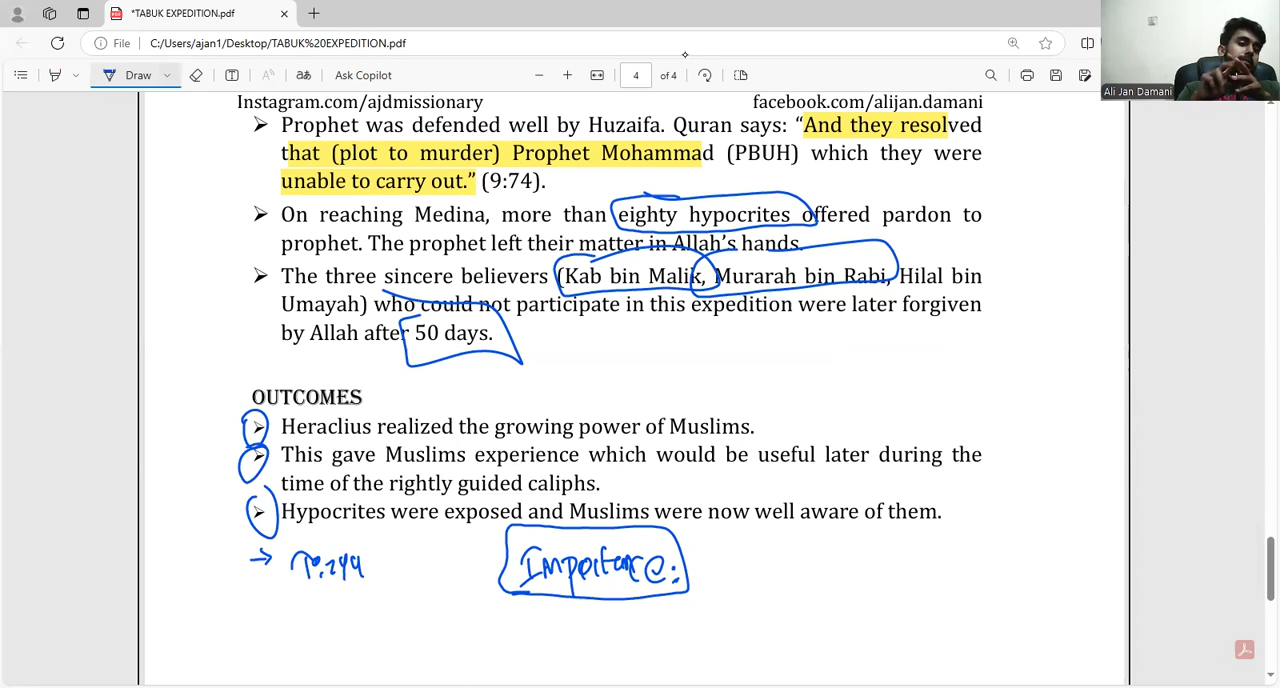 *TABUK EXPEDITION.pdf
File C:/Users/ajan1/Desktop/TABUK%20EXPEDITION.pdf
Draw aあ Ask Copilot 4 of 4
Ali Jan Damani
Instagram.com/ajdmissionary facebook.com/alijan.damani
➢ Prophet was defended well by Huzaifa. Quran says: “And they resolved
that (plot to murder) Prophet Mohammad (PBUH) which they were
unable to carry out.” (9:74).
➢ On reaching Medina, more than eighty hypocrites offered pardon to
prophet. The prophet left their matter in Allah’s hands.
➢ The three sincere believers (Kab bin Malik, Murarah bin Rabi, Hilal bin
Umayah) who could not participate in this expedition were later forgiven
by Allah after 50 days.
OUTCOMES
➢ Heraclius realized the growing power of Muslims.
➢ This gave Muslims experience which would be useful later during the
time of the rightly guided caliphs.
➢ Hypocrites were exposed and Muslims were now well aware of them.
Importance: